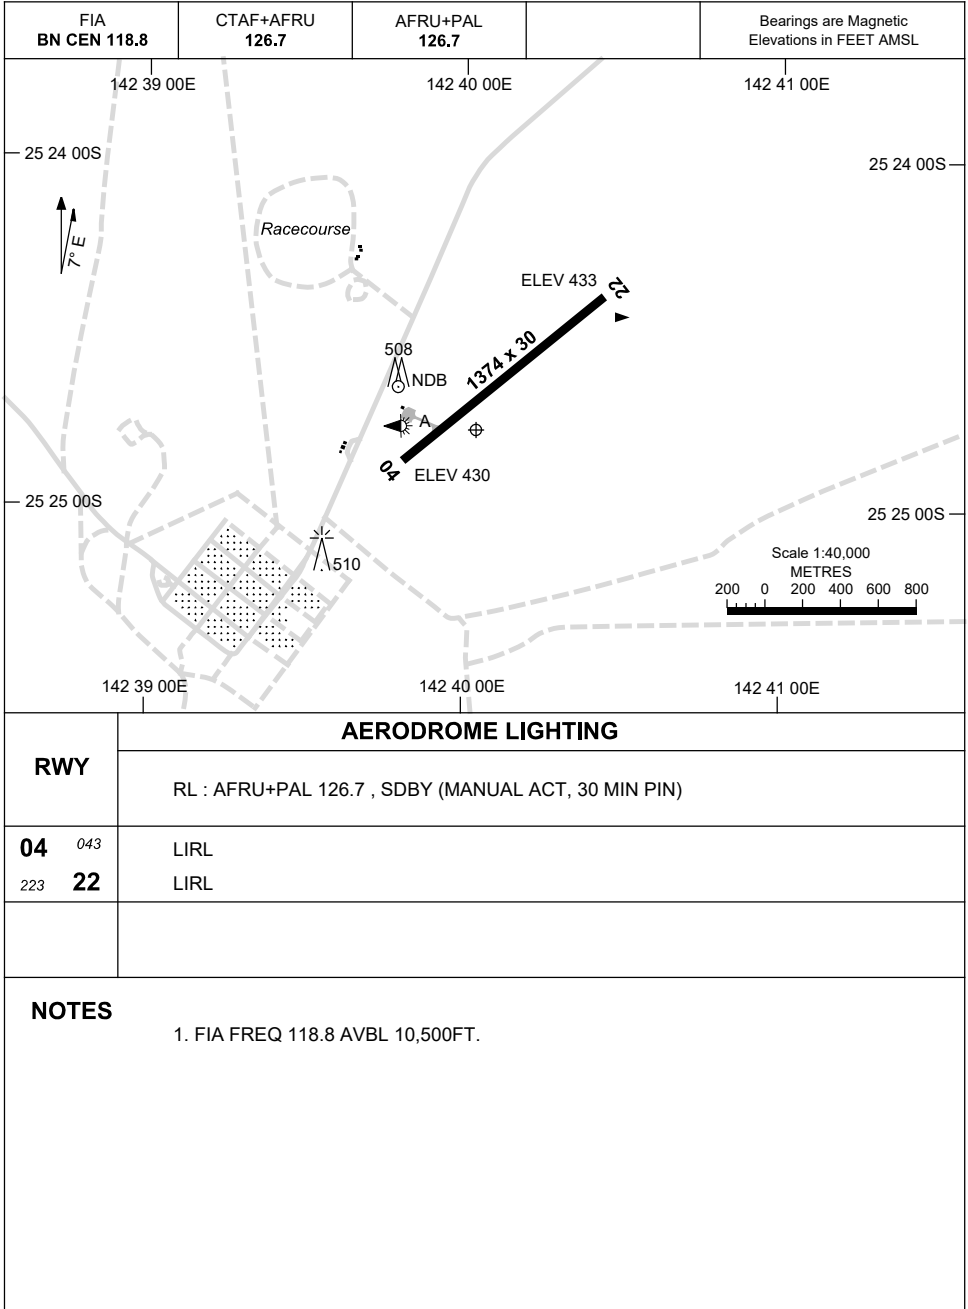 FIA
BN CEN 118.8
CTAF+AFRU
126.7
AFRU+PAL
126.7
Bearings are Magnetic
Elevations in FEET AMSL
142 39 00E
142 40 00E
142 41 00E
25 24 00S
25 24 00S
7° E
Racecourse
ELEV 433
22
1374 x 30
508
NDB
A
04
ELEV 430
25 25 00S
25 25 00S
510
Scale 1:40,000
METRES
200 0 200 400 600 800
142 39 00E
142 40 00E
142 41 00E
RWY
AERODROME LIGHTING
RL : AFRU+PAL 126.7 , SDBY (MANUAL ACT, 30 MIN PIN)
04 043 LIRL
223 22 LIRL
NOTES
1. FIA FREQ 118.8 AVBL 10,500FT.